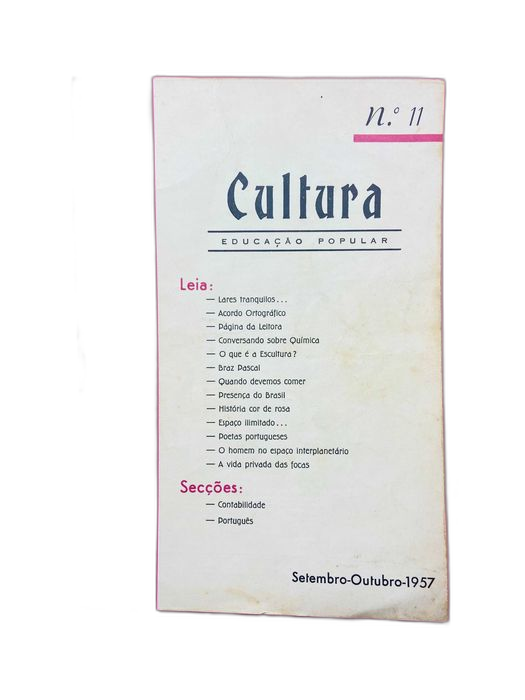 n.º 11
Cultura
EDUCAÇÃO POPULAR
Leia:
— Lares tranquilos...
— Acordo Ortográfico
— Página da Leitora
— Conversando sobre Química
— O que é a Escultura?
— Braz Pascal
— Quando devemos comer
— Presença do Brasil
— História cor de rosa
— Espaço ilimitado...
— Poetas portugueses
— O homem no espaço interplanetário
— A vida privada das focas
Secções:
— Contabilidade
— Português
Setembro-Outubro-1957